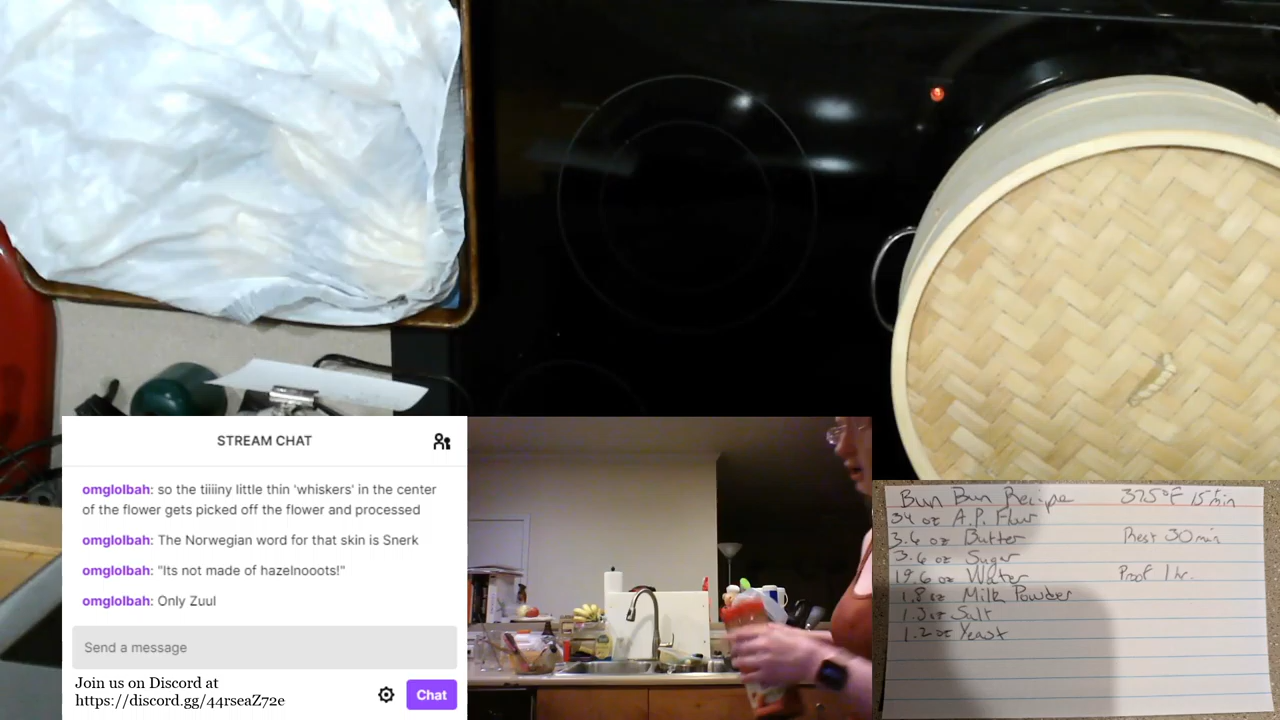 STREAM CHAT
omglolbah: so the tiiiiny little thin 'whiskers' in the center
of the flower gets picked off the flower and processed
omglolbah: The Norwegian word for that skin is Snerk
omglolbah: "Its not made of hazelnooots!"
omglolbah: Only Zuul
Send a message
Join us on Discord at
https://discord.gg/44rseaZ72e
Chat
Bun Bun Recipe 375°F 15 min
34 oz A.P. Flour
3.6 oz Butter Rest 30 min
3.6 oz Sugar
19.6 oz Water Proof 1 hr.
1.8 oz Milk Powder
1.3 oz Salt
1.2 oz Yeast